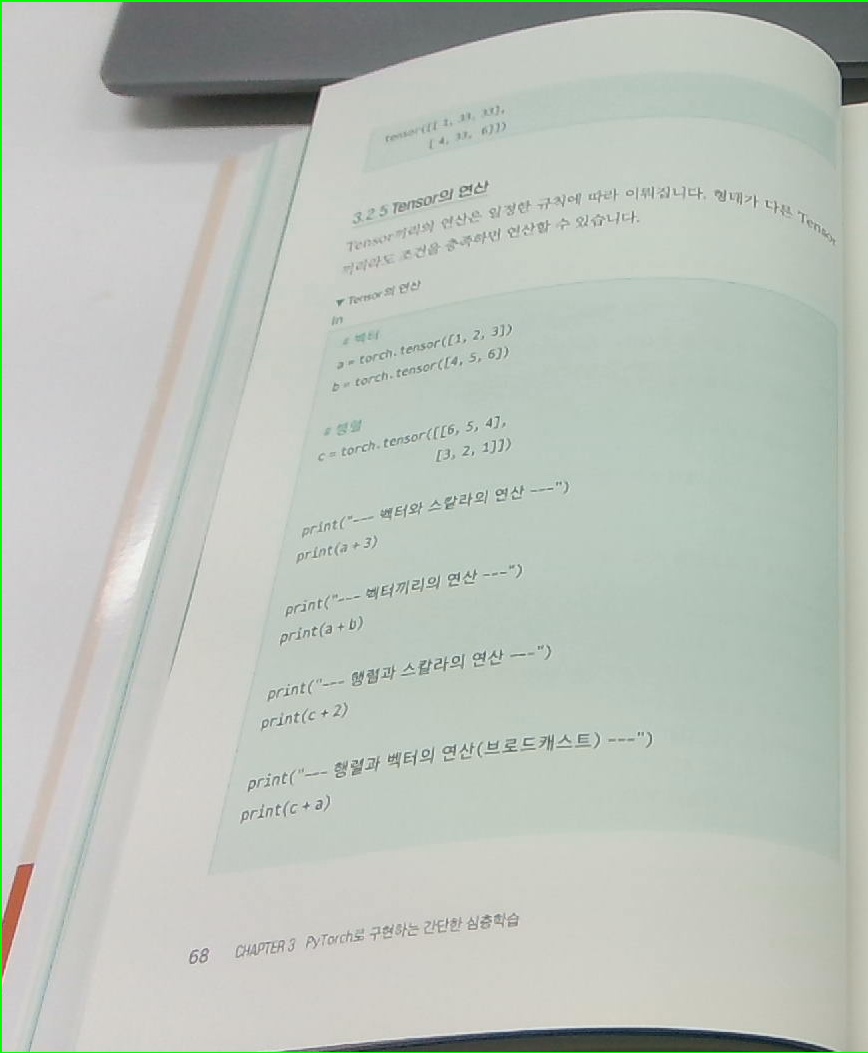 tensor([[ 1, 33, 33],
[ 4, 33, 6]])
3.2.5 Tensor의 연산
Tensor끼리의 연산은 일정한 규칙에 따라 이뤄집니다. 형태가 다른 Tensor
끼리라도 조건을 충족하면 연산할 수 있습니다.
▼ Tensor의 연산
In
# 벡터
a = torch.tensor([1, 2, 3])
b = torch.tensor([4, 5, 6])
# 행렬
c = torch.tensor([[6, 5, 4],
[3, 2, 1]])
print("--- 벡터와 스칼라의 연산 ---")
print(a + 3)
print("--- 벡터끼리의 연산 ---")
print(a + b)
print("--- 행렬과 스칼라의 연산 ---")
print(c + 2)
print("--- 행렬과 벡터의 연산(브로드캐스트) ---")
print(c + a)
68 CHAPTER 3 PyTorch로 구현하는 간단한 심층학습